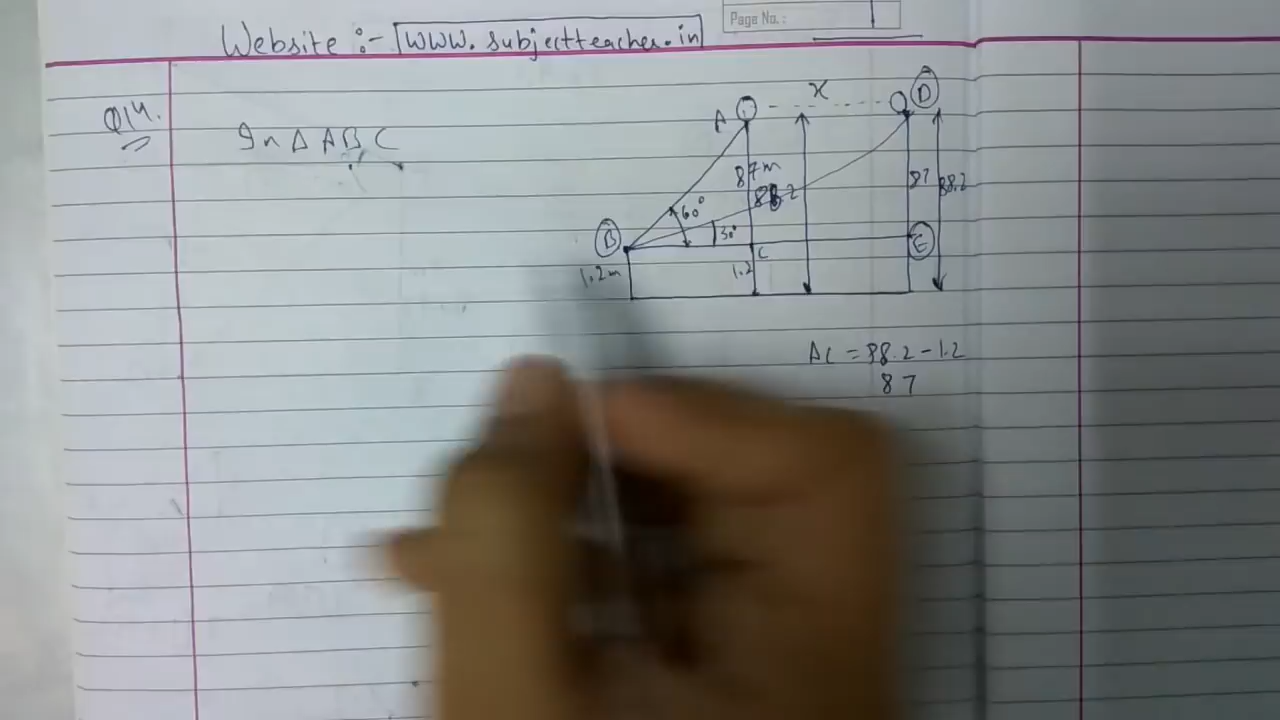 Website :- www.subjectteacher.in
Page No. :
Q14.
In Δ ABC
A
x
D
87m
88.2
87
88.2
60°
30°
B
C
E
1.2m
1.2
AC = 88.2 - 1.2
87